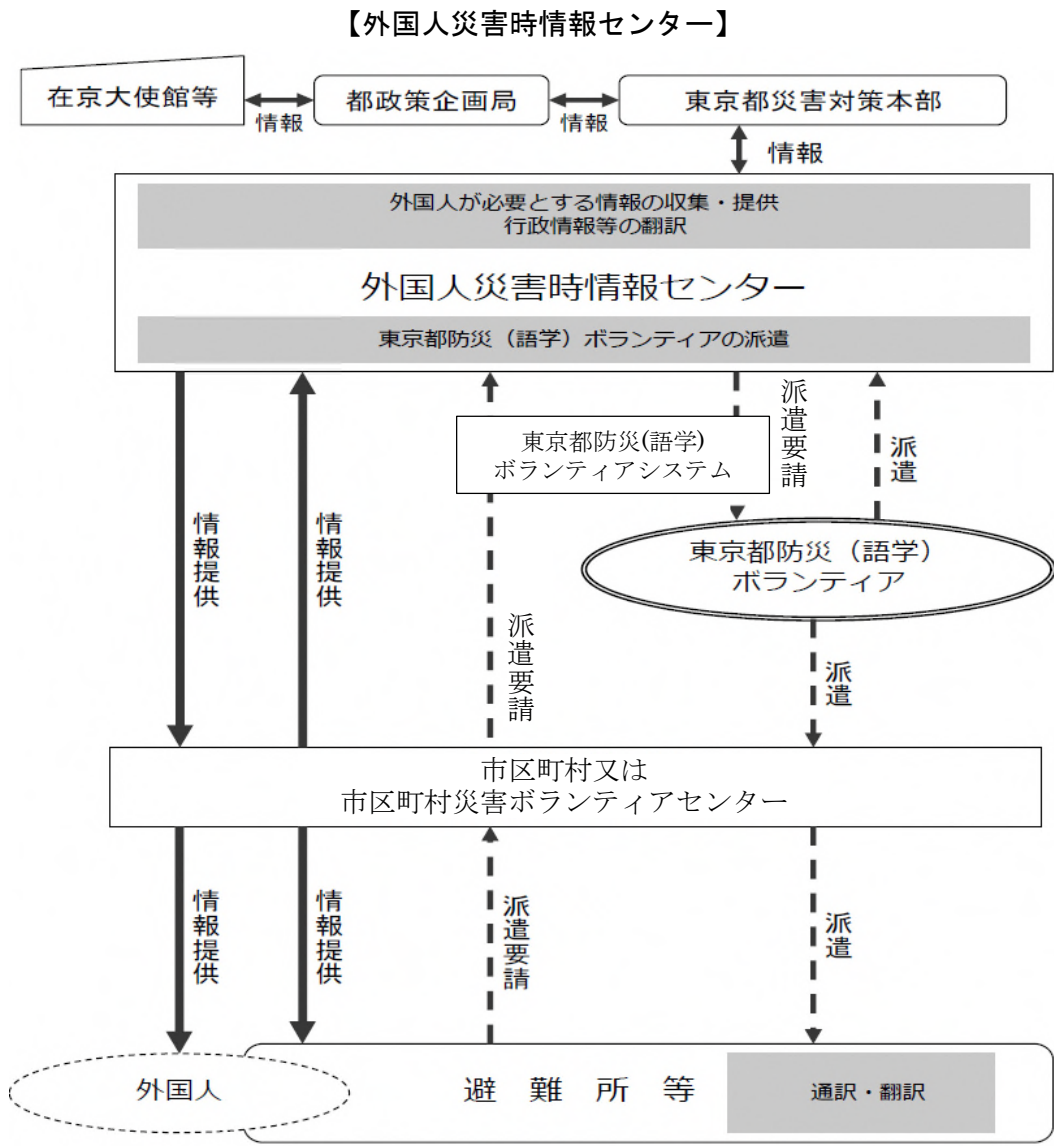 【外国人災害時情報センター】
在京大使館等
情報
都政策企画局
情報
東京都災害対策本部
情報
外国人が必要とする情報の収集・提供
行政情報等の翻訳
外国人災害時情報センター
東京都防災（語学）ボランティアの派遣
派遣要請
派遣
東京都防災(語学)
ボランティアシステム
情報提供
情報提供
東京都防災（語学）
ボランティア
派遣要請
派遣
市区町村又は
市区町村災害ボランティアセンター
情報提供
情報提供
派遣要請
派遣
外国人
避難所等
通訳・翻訳